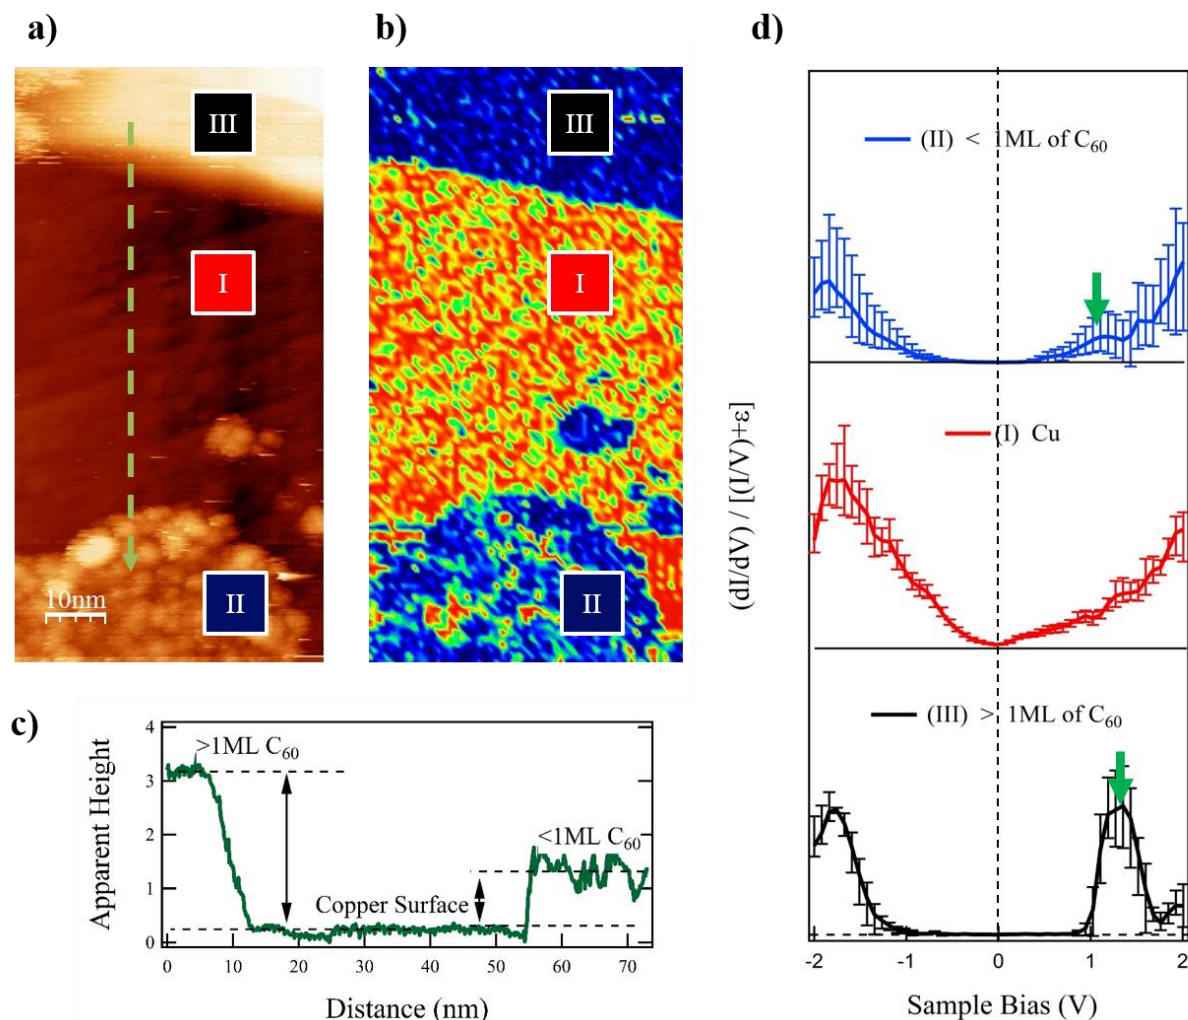 a)
III
I
II
10nm
b)
III
I
II
c)
Apparent Height
4
3
2
1
0
>1ML C₆₀
<1ML C₆₀
Copper Surface
0 10 20 30 40 50 60 70
Distance (nm)
d)
(dI/dV) / [(I/V)+ε]
(II) < 1ML of C₆₀
(I) Cu
(III) > 1ML of C₆₀
-2 -1 0 1 2
Sample Bias (V)